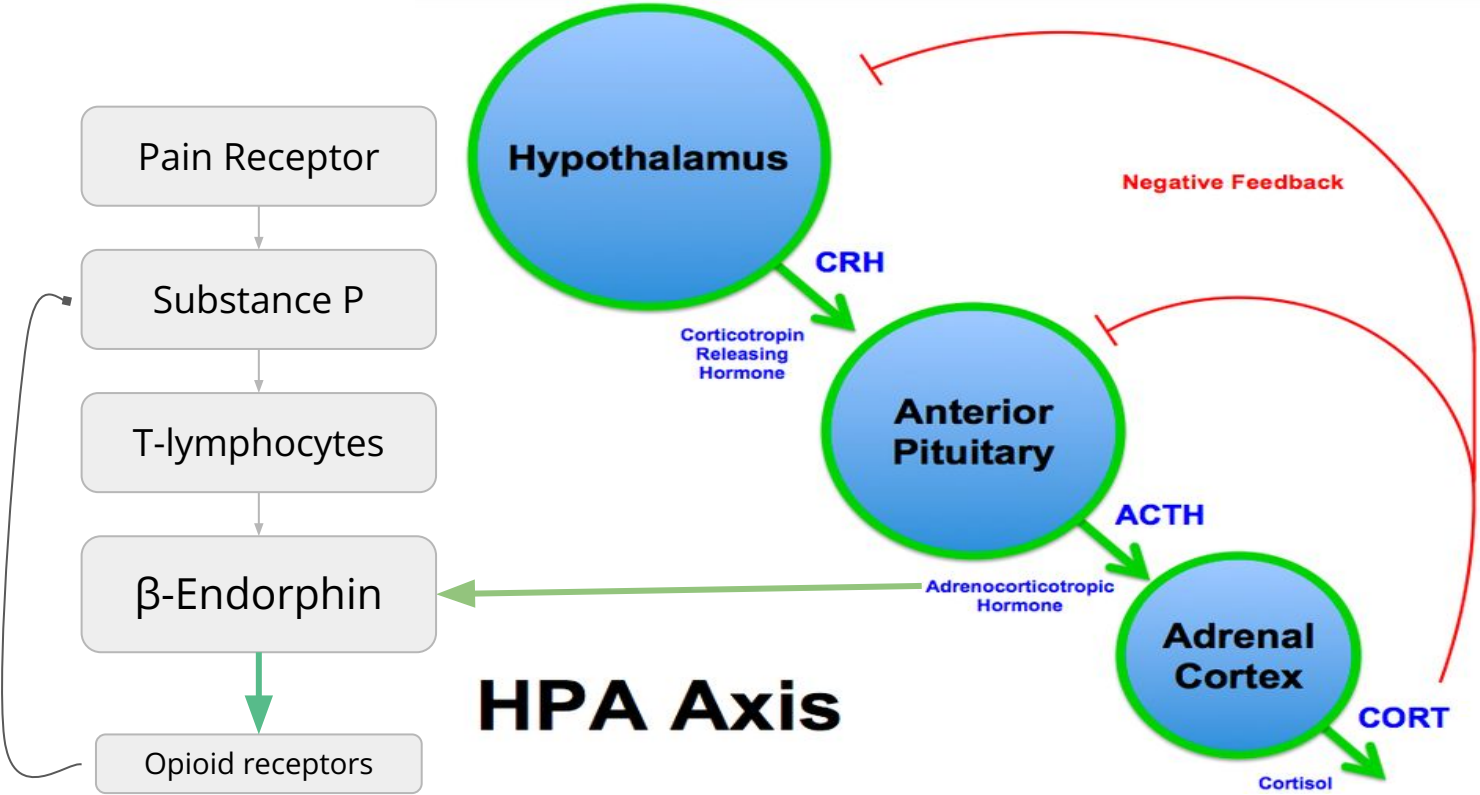 Pain Receptor
Substance P
T-lymphocytes
β-Endorphin
Opioid receptors
Hypothalamus
Negative Feedback
CRH
Corticotropin
Releasing
Hormone
Anterior
Pituitary
ACTH
Adrenocorticotropic
Hormone
Adrenal
Cortex
HPA Axis
CORT
Cortisol